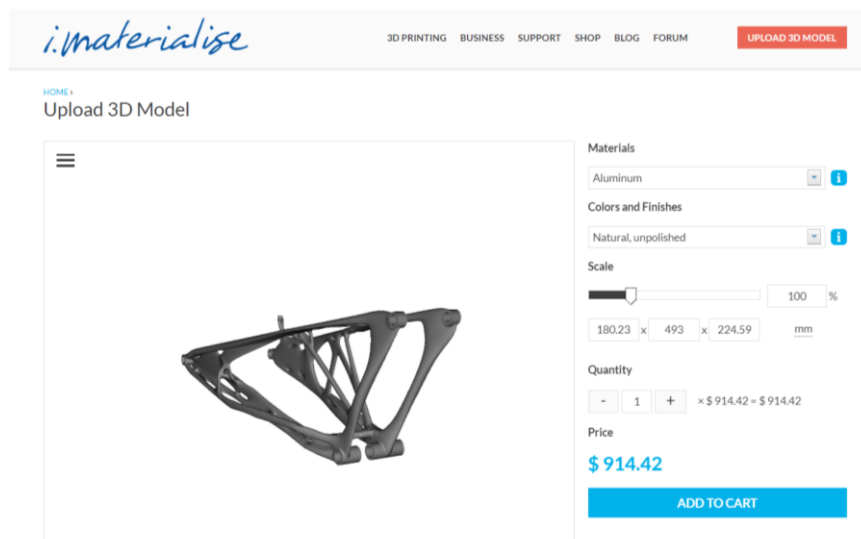 i.materialise
3D PRINTING BUSINESS SUPPORT SHOP BLOG FORUM UPLOAD 3D MODEL
HOME ›
Upload 3D Model
Materials
Aluminum
i
Colors and Finishes
Natural, unpolished
i
Scale
100 %
180.23 x 493 x 224.59 mm
Quantity
- 1 + × $ 914.42 = $ 914.42
Price
$ 914.42
ADD TO CART